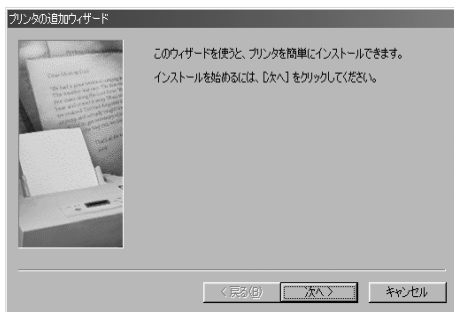 プリンタの追加ウィザード
このウィザードを使うと、プリンタを簡単にインストールできます。
インストールを始めるには、[次へ] をクリックしてください。
< 戻る(B)
次へ >
キャンセル